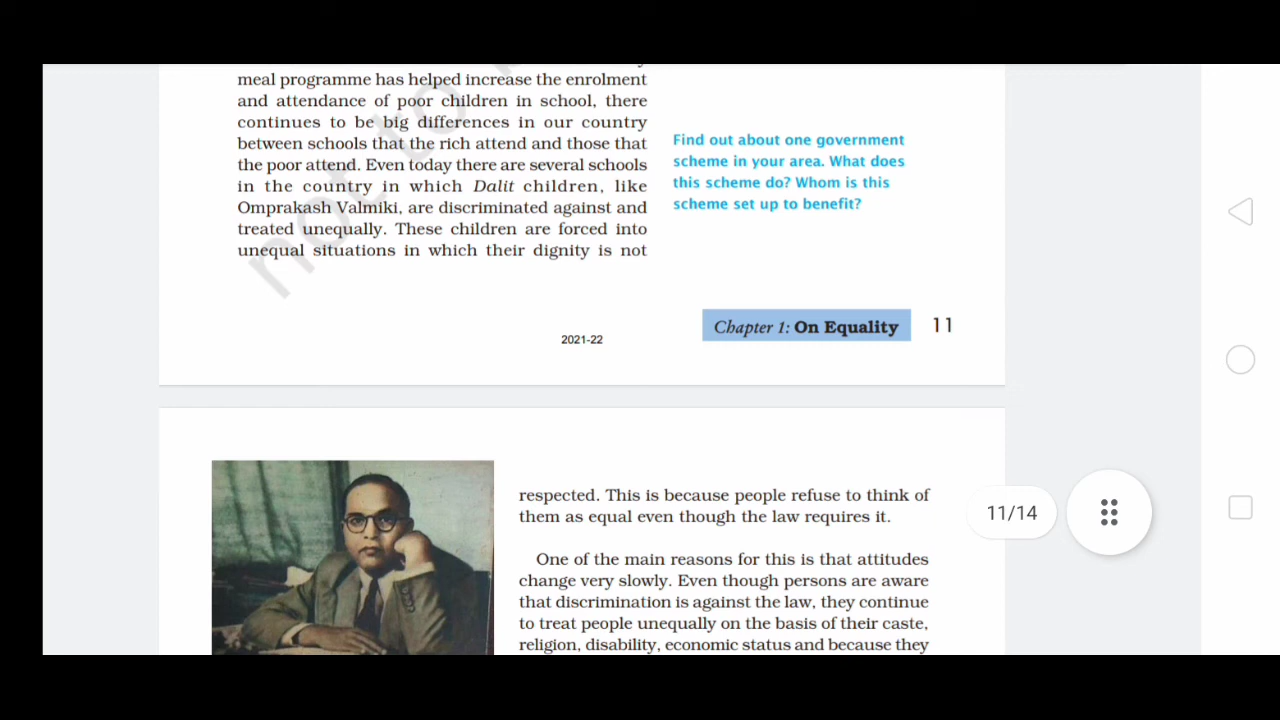 meal programme has helped increase the enrolment
and attendance of poor children in school, there
continues to be big differences in our country
between schools that the rich attend and those that
the poor attend. Even today there are several schools
in the country in which Dalit children, like
Omprakash Valmiki, are discriminated against and
treated unequally. These children are forced into
unequal situations in which their dignity is not
Find out about one government
scheme in your area. What does
this scheme do? Whom is this
scheme set up to benefit?
not to
Chapter 1: On Equality 11
2021-22
respected. This is because people refuse to think of
them as equal even though the law requires it.
One of the main reasons for this is that attitudes
change very slowly. Even though persons are aware
that discrimination is against the law, they continue
to treat people unequally on the basis of their caste,
religion, disability, economic status and because they
11/14